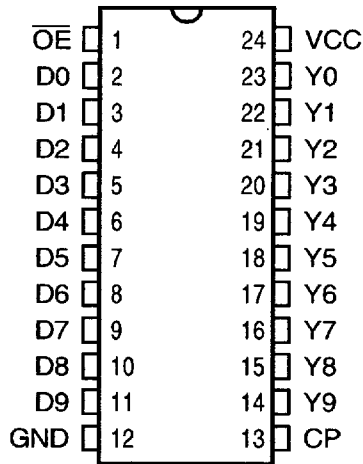 OE 1 24 VCC
D0 2 23 Y0
D1 3 22 Y1
D2 4 21 Y2
D3 5 20 Y3
D4 6 19 Y4
D5 7 18 Y5
D6 8 17 Y6
D7 9 16 Y7
D8 10 15 Y8
D9 11 14 Y9
GND 12 13 CP